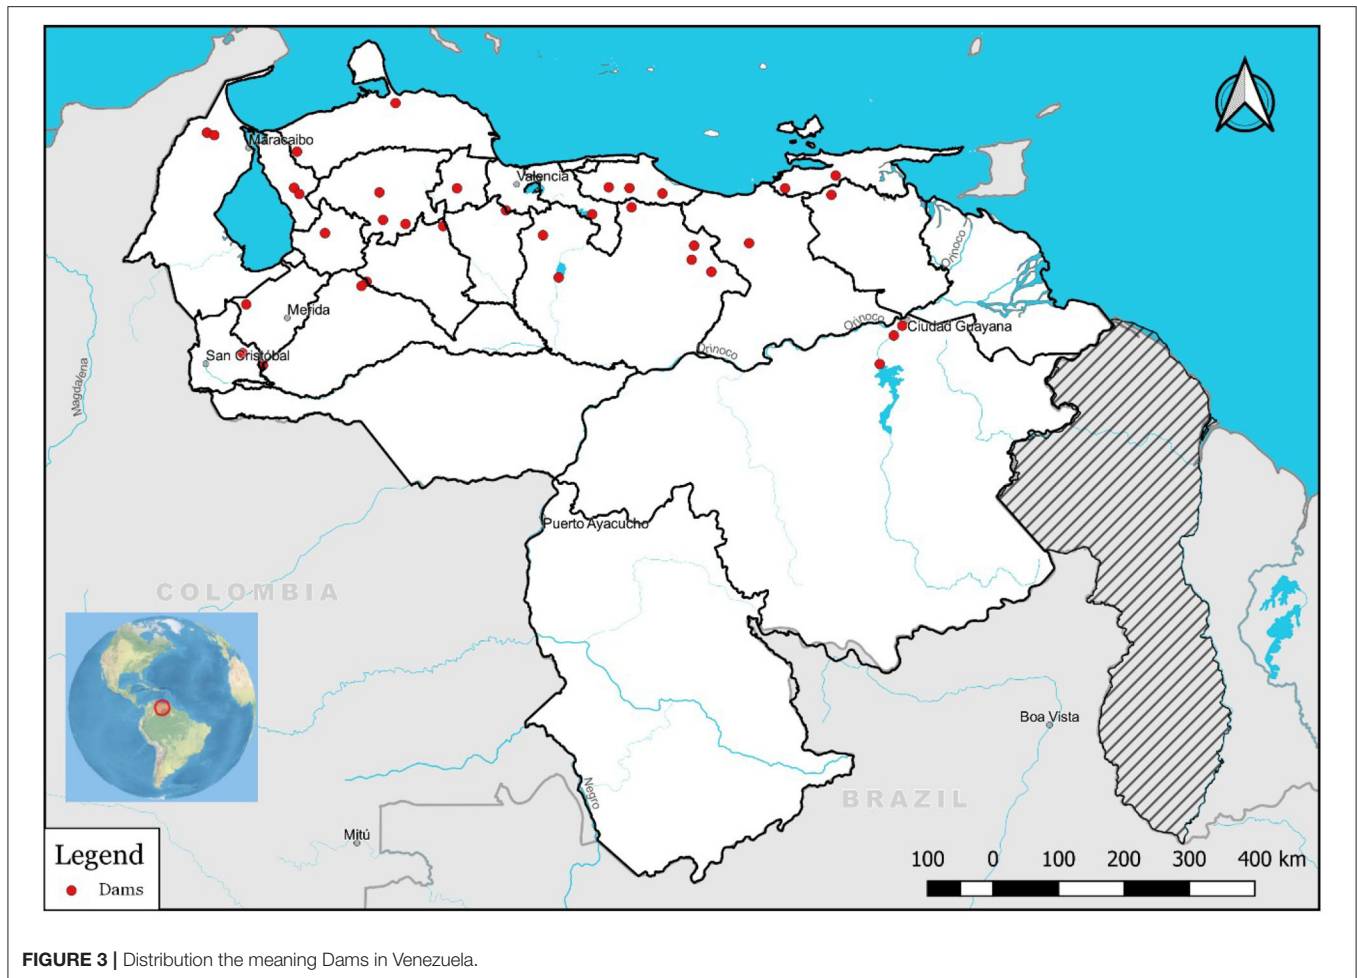 Maracaibo
Valencia
Orinoco
Merida
Orinoco
Ciudad Guayana
San Cristóbal
Orinoco
Magdalena
Puerto Ayacucho
COLOMBIA
Boa Vista
Negro
BRAZIL
Mitú
Legend
Dams
100 0 100 200 300 400 km
FIGURE 3 | Distribution the meaning Dams in Venezuela.